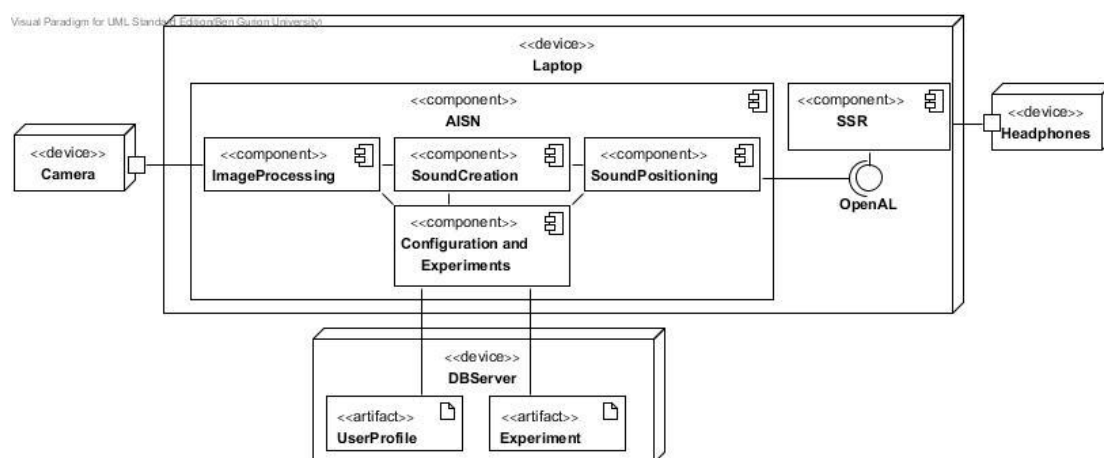 Visual Paradigm for UML Standard Edition(Ben Gurion University)
<<device>>
Laptop
<<component>>
AISN
<<component>>
SSR
<<device>>
Headphones
<<device>>
Camera
<<component>>
ImageProcessing
<<component>>
SoundCreation
<<component>>
SoundPositioning
OpenAL
<<component>>
Configuration and
Experiments
<<device>>
DBServer
<<artifact>>
UserProfile
<<artifact>>
Experiment